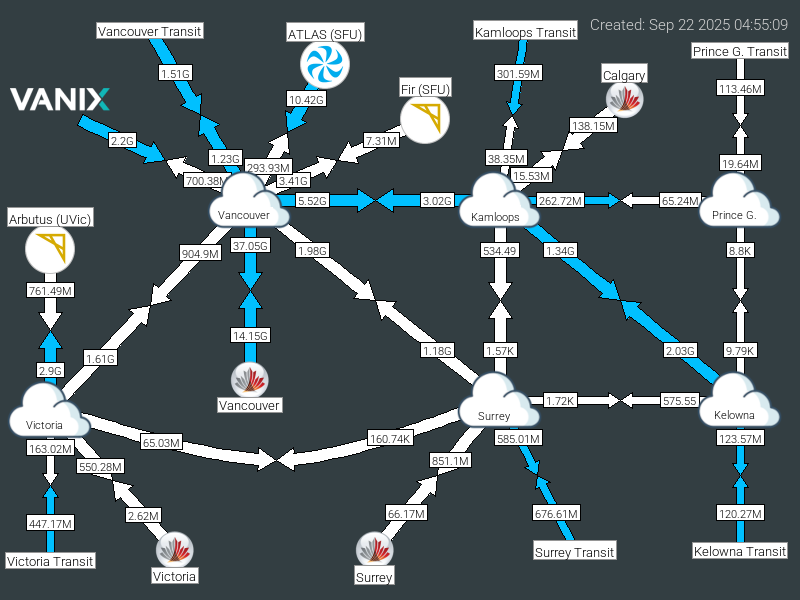 Created: Sep 22 2025 04:55:09
Vancouver Transit
ATLAS (SFU)
Kamloops Transit
Prince G. Transit
1.51G
301.59M
Calgary
113.46M
VANIX
10.42G
Fir (SFU)
138.15M
2.2G
7.31M
1.23G
293.93M
38.35M
19.64M
700.38M
3.41G
15.53M
Vancouver
5.52G
3.02G
Kamloops
262.72M
65.24M
Prince G.
Arbutus (UVic)
904.9M
37.05G
1.98G
534.49
1.34G
8.8K
761.49M
14.15G
1.61G
1.18G
1.57K
2.03G
9.79K
2.9G
Vancouver
Victoria
Surrey
1.72K
575.55
Kelowna
163.02M
65.03M
160.74K
585.01M
123.57M
550.28M
851.1M
447.17M
2.62M
66.17M
676.61M
120.27M
Victoria Transit
Victoria
Surrey
Surrey Transit
Kelowna Transit